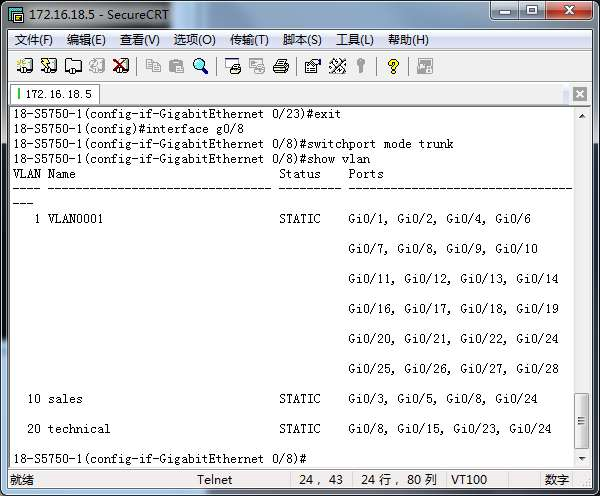 172.16.18.5 - SecureCRT
文件(F) 编辑(E) 查看(V) 选项(O) 传输(T) 脚本(S) 工具(L) 帮助(H)
172.16.18.5
18-S5750-1(config-if-GigabitEthernet 0/23)#exit
18-S5750-1(config)#interface g0/8
18-S5750-1(config-if-GigabitEthernet 0/8)#switchport mode trunk
18-S5750-1(config-if-GigabitEthernet 0/8)#show vlan
VLAN Name                             Status    Ports
---- -------------------------------- --------- --------------------------------
---
   1 VLAN0001                         STATIC    Gi0/1, Gi0/2, Gi0/4, Gi0/6
                                                Gi0/7, Gi0/8, Gi0/9, Gi0/10
                                                Gi0/11, Gi0/12, Gi0/13, Gi0/14
                                                Gi0/16, Gi0/17, Gi0/18, Gi0/19
                                                Gi0/20, Gi0/21, Gi0/22, Gi0/24
                                                Gi0/25, Gi0/26, Gi0/27, Gi0/28
  10 sales                            STATIC    Gi0/3, Gi0/5, Gi0/8, Gi0/24
  20 technical                        STATIC    Gi0/8, Gi0/15, Gi0/23, Gi0/24
18-S5750-1(config-if-GigabitEthernet 0/8)#
就绪 Telnet 24, 43 24 行, 80 列 VT100 数字